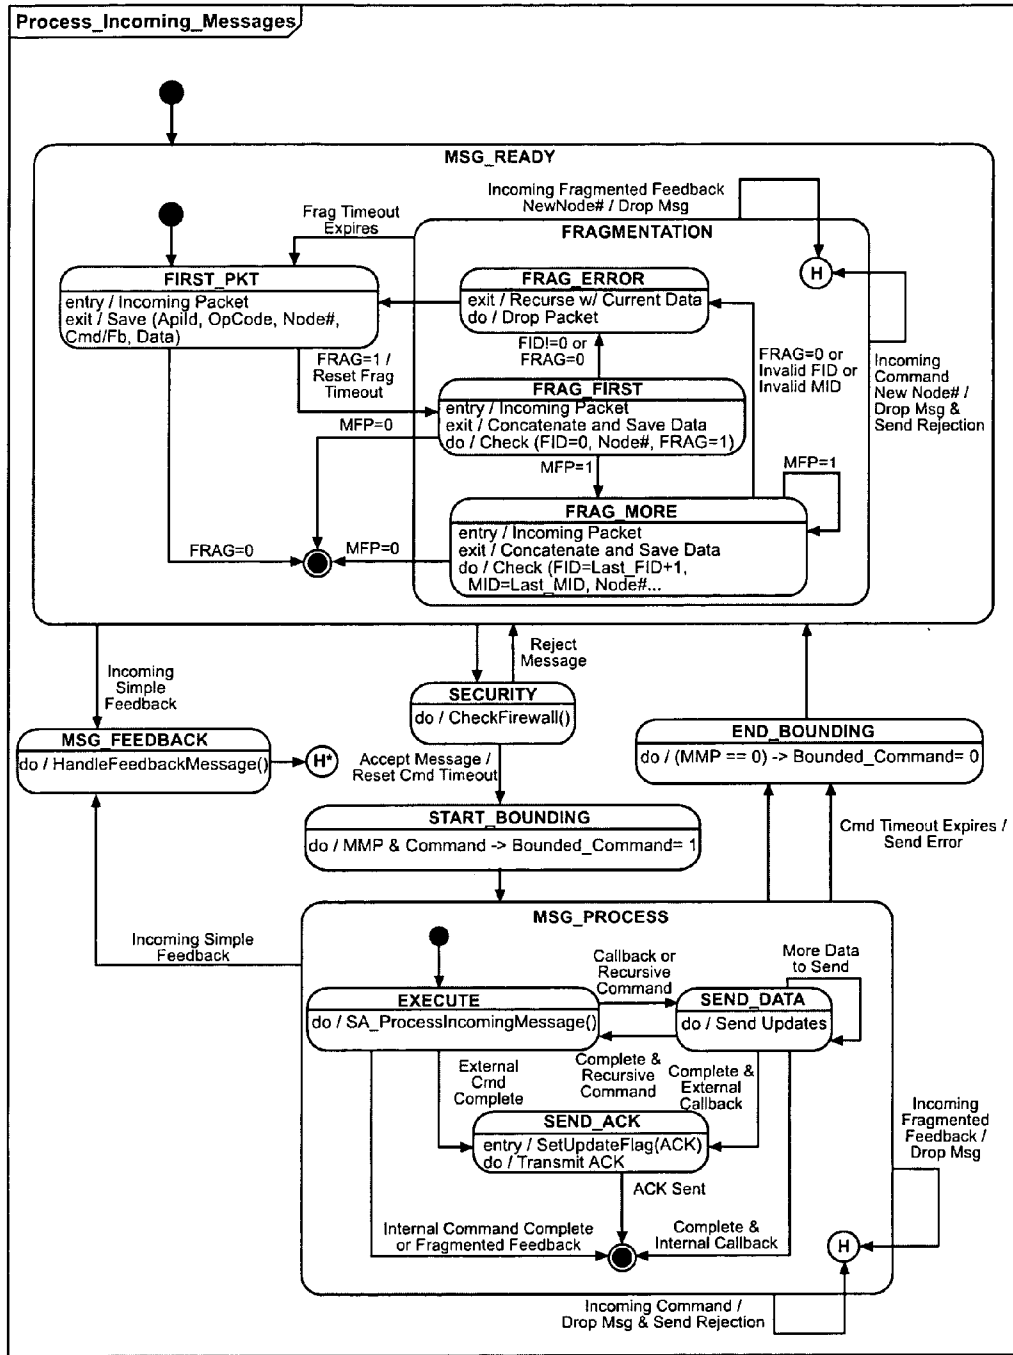 Process_Incoming_Messages
MSG_READY
Incoming Fragmented Feedback
NewNode# / Drop Msg
Frag Timeout
Expires
FRAGMENTATION
H
FIRST_PKT
entry / Incoming Packet
exit / Save (ApiId, OpCode, Node#,
Cmd/Fb, Data)
FRAG_ERROR
exit / Recurse w/ Current Data
do / Drop Packet
FRAG=1 /
Reset Frag
Timeout
FID!=0 or
FRAG=0
FRAG=0 or
Invalid FID or
Invalid MID
Incoming
Command
New Node# /
Drop Msg &
Send Rejection
FRAG_FIRST
entry / Incoming Packet
exit / Concatenate and Save Data
do / Check (FID=0, Node#, FRAG=1)
MFP=0
MFP=1
MFP=1
FRAG_MORE
entry / Incoming Packet
exit / Concatenate and Save Data
do / Check (FID=Last_FID+1,
MID=Last_MID, Node#...
FRAG=0
MFP=0
Incoming
Simple
Feedback
Reject
Message
SECURITY
do / CheckFirewall()
MSG_FEEDBACK
do / HandleFeedbackMessage()
H*
Accept Message /
Reset Cmd Timeout
END_BOUNDING
do / (MMP == 0) -> Bounded_Command= 0
START_BOUNDING
do / MMP & Command -> Bounded_Command= 1
Cmd Timeout Expires /
Send Error
MSG_PROCESS
Incoming Simple
Feedback
Callback or
Recursive
Command
More Data
to Send
EXECUTE
do / SA_ProcessIncomingMessage()
SEND_DATA
do / Send Updates
External
Cmd
Complete
Complete &
Recursive
Command
Complete &
External
Callback
SEND_ACK
entry / SetUpdateFlag(ACK)
do / Transmit ACK
Incoming
Fragmented
Feedback /
Drop Msg
ACK Sent
Internal Command Complete
or Fragmented Feedback
Complete &
Internal Callback
H
Incoming Command /
Drop Msg & Send Rejection